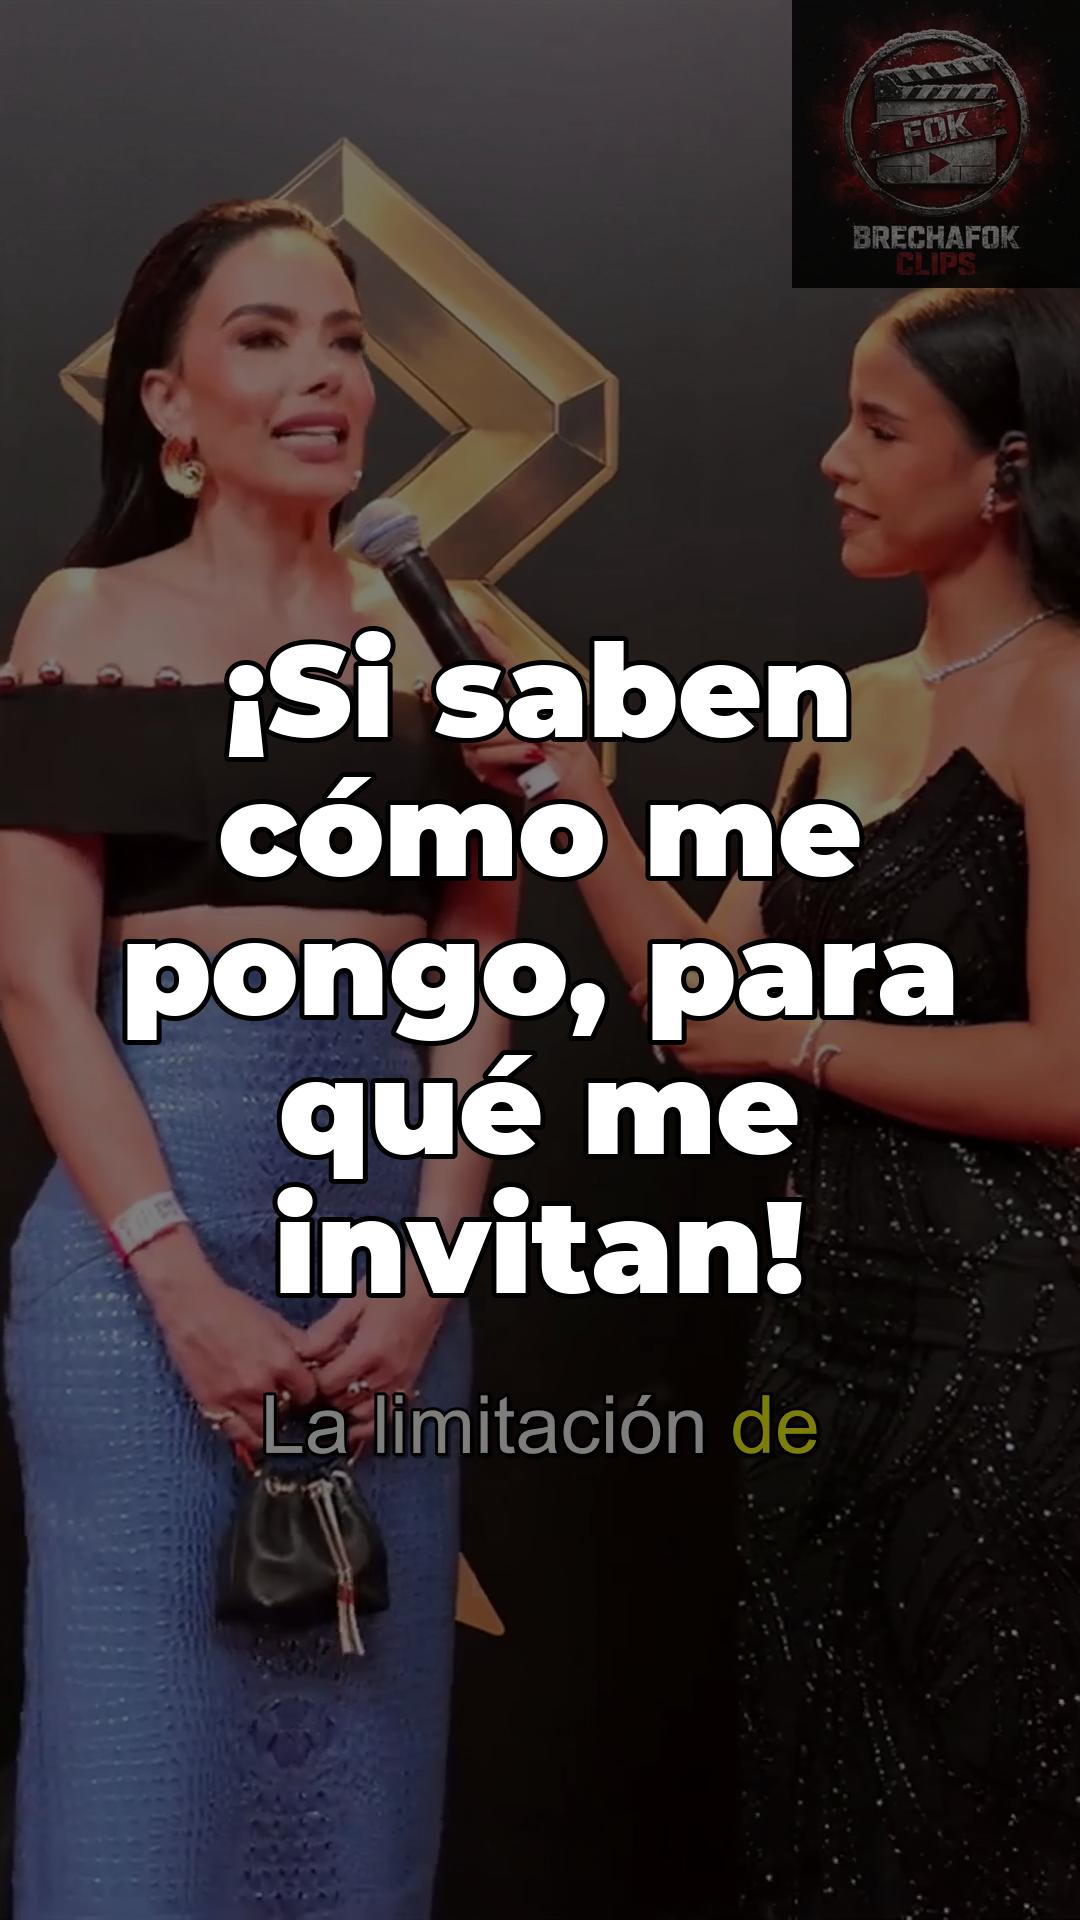 FOK
BRECHAFOK
CLIPS
¡Si saben
cómo me
pongo, para
qué me
invitan!
La limitación de